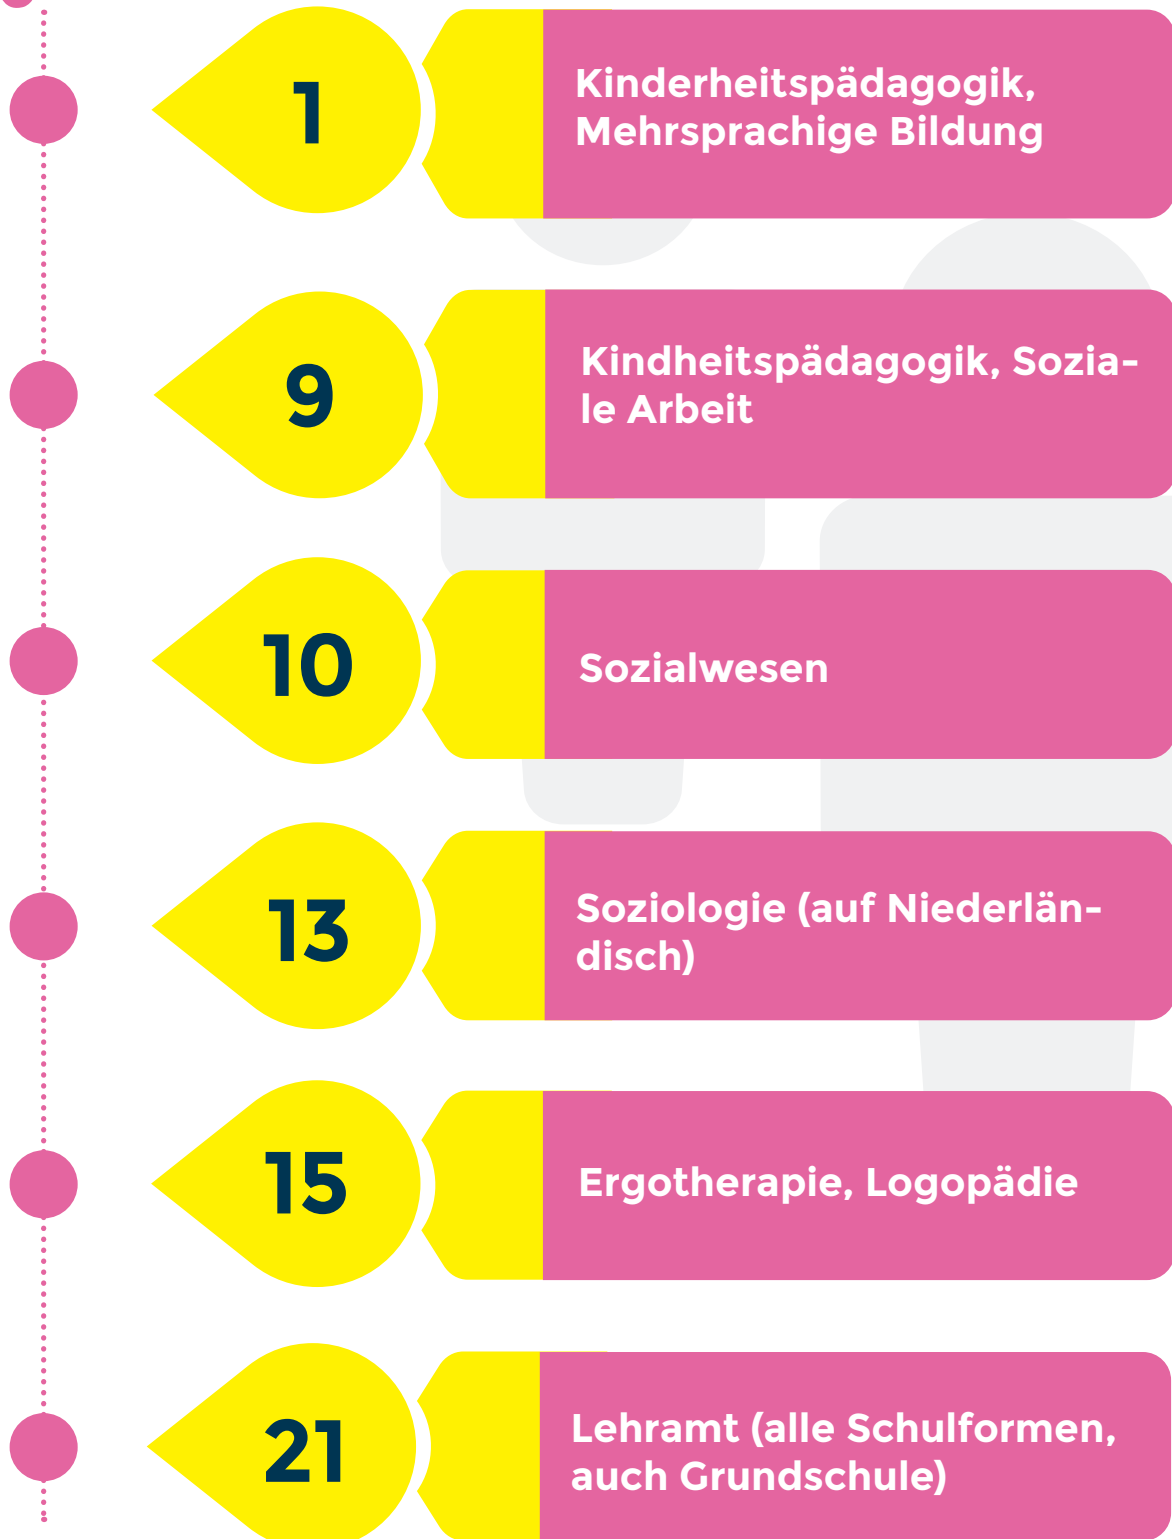 1
Kinderheitspädagogik,
Mehrsprachige Bildung
9
Kindheitspädagogik, Sozia-
le Arbeit
10
Sozialwesen
13
Soziologie (auf Niederlän-
disch)
15
Ergotherapie, Logopädie
21
Lehramt (alle Schulformen,
auch Grundschule)